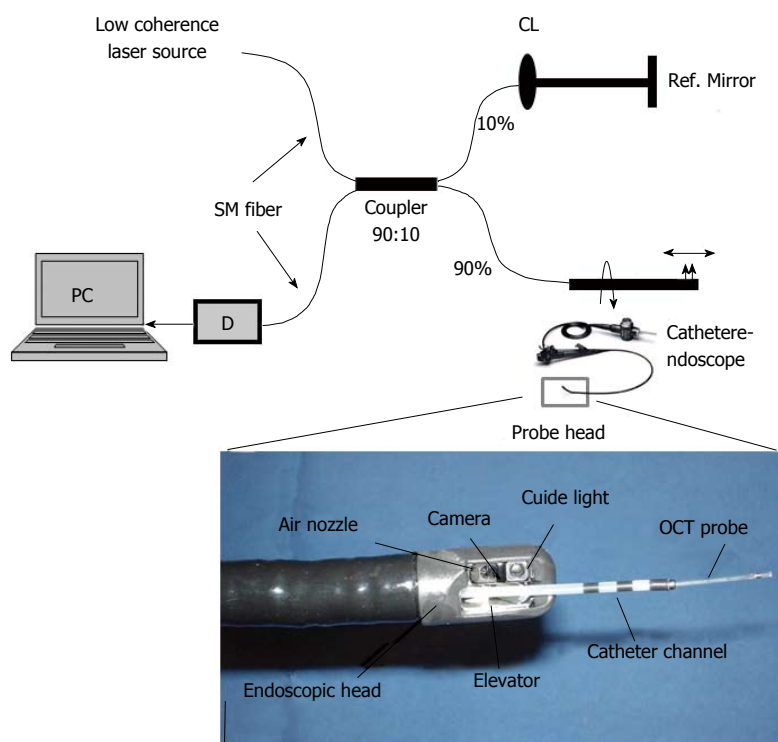 Low coherence
laser source
CL
Ref. Mirror
10%
SM fiber
Coupler
90:10
90%
PC
D
Cathetere-
ndoscope
Probe head
Cuide light
Air nozzle
Camera
OCT probe
Catheter channel
Elevator
Endoscopic head